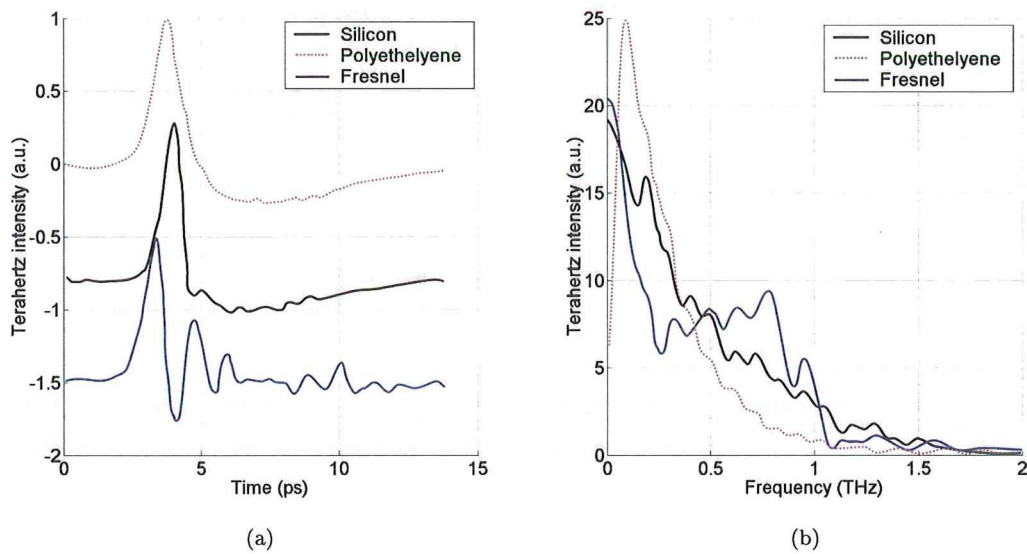 1
0.5
0
-0.5
-1
-1.5
-2
Terahertz intensity (a.u.)
Silicon
Polyethelyene
Fresnel
0 5 10 15
Time (ps)
(a)
25
20
15
10
5
0
Terahertz intensity (a.u.)
Silicon
Polyethelyene
Fresnel
0 0.5 1 1.5 2
Frequency (THz)
(b)